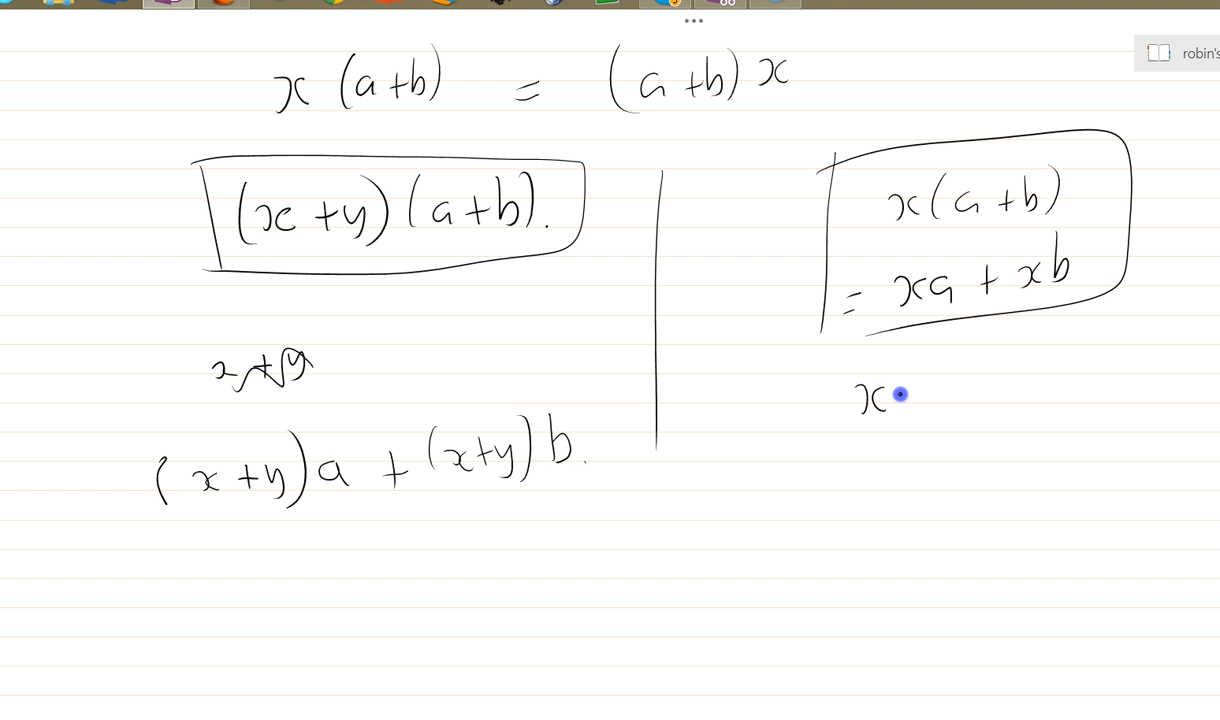 x (a+b) = (a+b) x
(x+y)(a+b).
(x+y)a + (x+y)b.
x(a+b)
= xa + xb
x
robin's